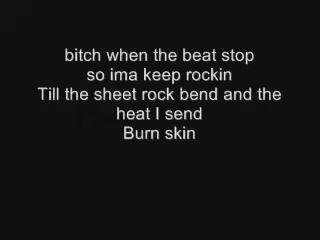 bitch when the beat stop
so ima keep rockin
Till the sheet rock bend and the
heat I send
Burn skin